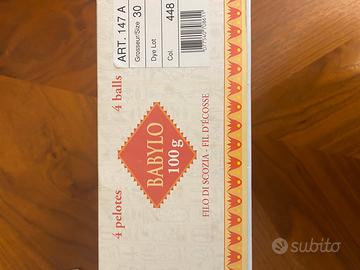 ART. 147 A
Grosseur/Size 30
Dye Lot
Col. 448
4 pelotes
4 balls
BABYLO
100 g
FILO DI SCOZIA - FIL D'ÉCOSSE
subito